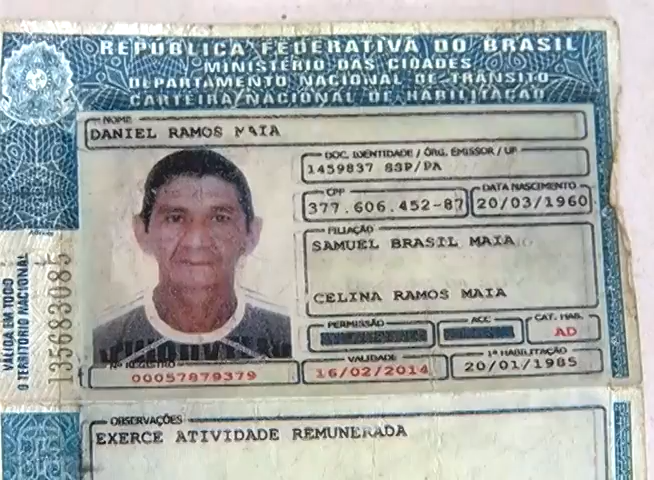 REPÚBLICA FEDERATIVA DO BRASIL
MINISTÉRIO DAS CIDADES
DEPARTAMENTO NACIONAL DE TRÂNSITO
CARTEIRA NACIONAL DE HABILITAÇÃO
NOME
DANIEL RAMOS MAIA
DOC. IDENTIDADE / ÓRG. EMISSOR / UF
1459837 SSP/PA
CPF
DATA NASCIMENTO
377.606.452-87
20/03/1960
FILIAÇÃO
SAMUEL BRASIL MAIA
CELINA RAMOS MAIA
PERMISSÃO
ACC
CAT. HAB.
AD
Nº REGISTRO
VALIDADE
1ª HABILITAÇÃO
00057879379
16/02/2014
20/01/1985
VÁLIDA EM TODO
O TERRITÓRIO NACIONAL
135683085
OBSERVAÇÕES
EXERCE ATIVIDADE REMUNERADA